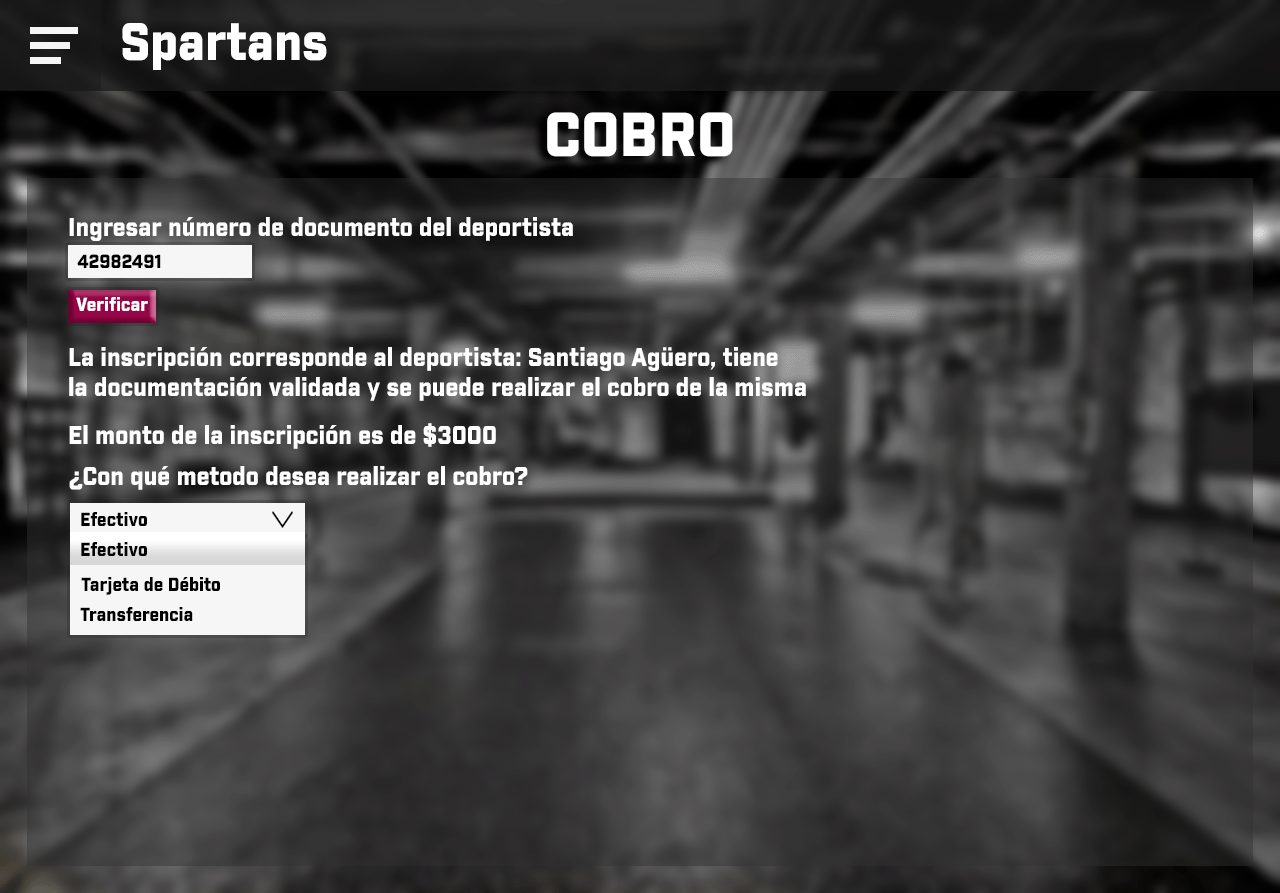 Spartans
COBRO
Ingresar número de documento del deportista
42982491
Verificar
La inscripción corresponde al deportista: Santiago Agüero, tiene
la documentación validada y se puede realizar el cobro de la misma
El monto de la inscripción es de $3000
¿Con qué metodo desea realizar el cobro?
Efectivo
Efectivo
Tarjeta de Débito
Transferencia